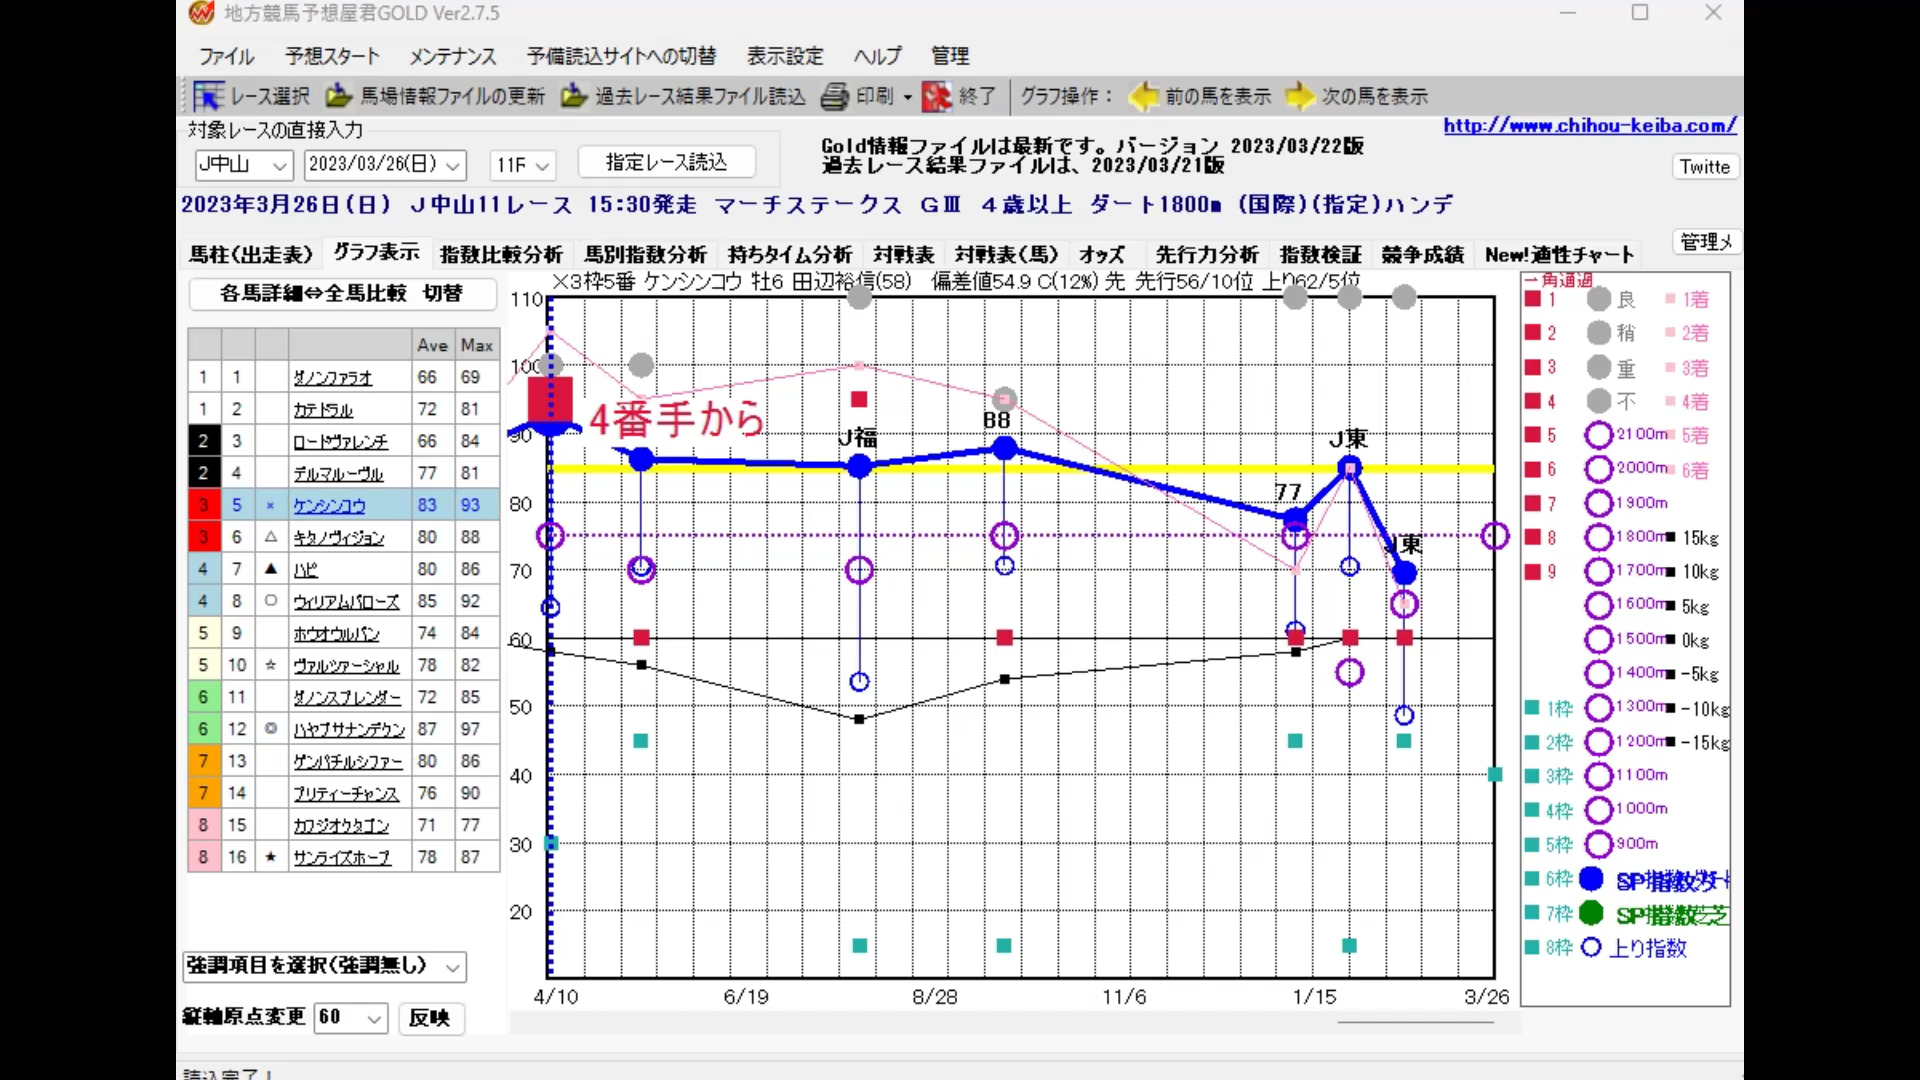 地方競馬予想屋君GOLD Ver2.7.5
ファイル 予想スタート メンテナンス 予備読込サイトへの切替 表示設定 ヘルプ 管理
レース選択 馬場情報ファイルの更新 過去レース結果ファイル読込 印刷 終了 グラフ操作： 前の馬を表示 次の馬を表示
対象レースの直接入力
http://www.chihou-keiba.com/
J中山 2023/03/26(日) 11R 指定レース読込
Gold情報ファイルは最新です。バージョン 2023/03/22版
過去レース結果ファイルは、2023/03/21版
Twitte
2023年3月26日(日) J中山11レース 15:30発走 マーチステークス GⅢ 4歳以上 ダート1800m (国際)(指定)ハンデ
管理メ
馬柱(出走表) グラフ表示 指数比較分析 馬別指数分析 持ちタイム分析 対戦表 対戦表(馬) オッズ 先行力分析 指数検証 競争成績 New!適性チャート
各馬詳細⇔全馬比較 切替
×3枠5番 ケンシンコウ 牡6 田辺裕信(58) 偏差値54.9 C(12%) 先 先行56/10位 上り62/5位
Ave Max
1 1 ダノンファラオ 66 69
1 2 カテドラル 72 81
2 3 ロードヴァレンチ 66 84
2 4 デルマルーヴル 77 81
3 5 × ケンシンコウ 83 93
3 6 △ キタノヴィジョン 80 88
4 7 ▲ ハピ 80 86
4 8 ○ ウィリアムバローズ 85 92
5 9 ホウオウルバン 74 84
5 10 ☆ ヴァルツァーシャル 78 82
6 11 ダノンスプレンダー 72 85
6 12 ◎ ハヤブサナンデクン 87 97
7 13 ゲンパチルシファー 80 86
7 14 プリティーチャンス 76 90
8 15 カフジオクタゴン 71 77
8 16 ★ サンライズホープ 78 87
強調項目を選択(強調無し)
縦軸原点変更 60 反映
110
100
90
80
70
60
50
40
30
20
4番手から
J福
88
77
J東
J東
4/10 6/19 8/28 11/6 1/15 3/26
一角通過
1 良 1着
2 稍 2着
3 重 3着
4 不 4着
5 2100m 5着
6 2000m 6着
7 1900m
8 1800m 15kg
9 1700m 10kg
1600m 5kg
1500m 0kg
1400m -5kg
1枠 1300m -10kg
2枠 1200m -15kg
3枠 1100m
4枠 1000m
5枠 900m
6枠 SP指数
7枠 SP指数芝
8枠 上り指数
読込完了！